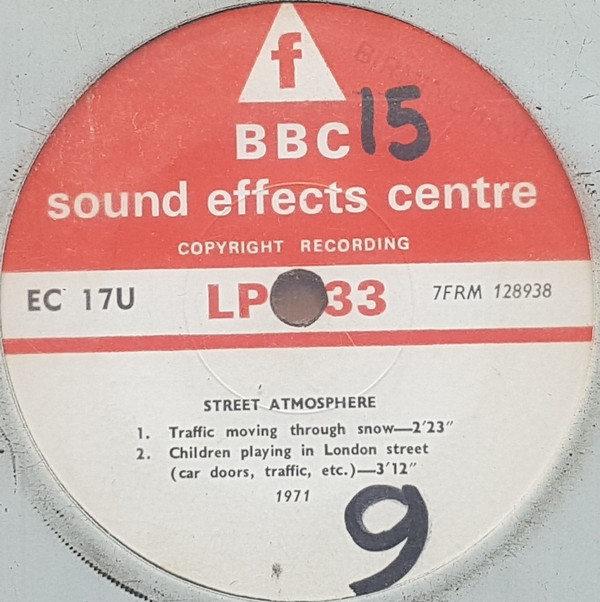 f
BIRMINGHAM
BBC 15
sound effects centre
COPYRIGHT RECORDING
EC 17U LP 33 7FRM 128938
STREET ATMOSPHERE
1. Traffic moving through snow—2′23″
2. Children playing in London street
(car doors, traffic, etc.)—3′12″
1971
9